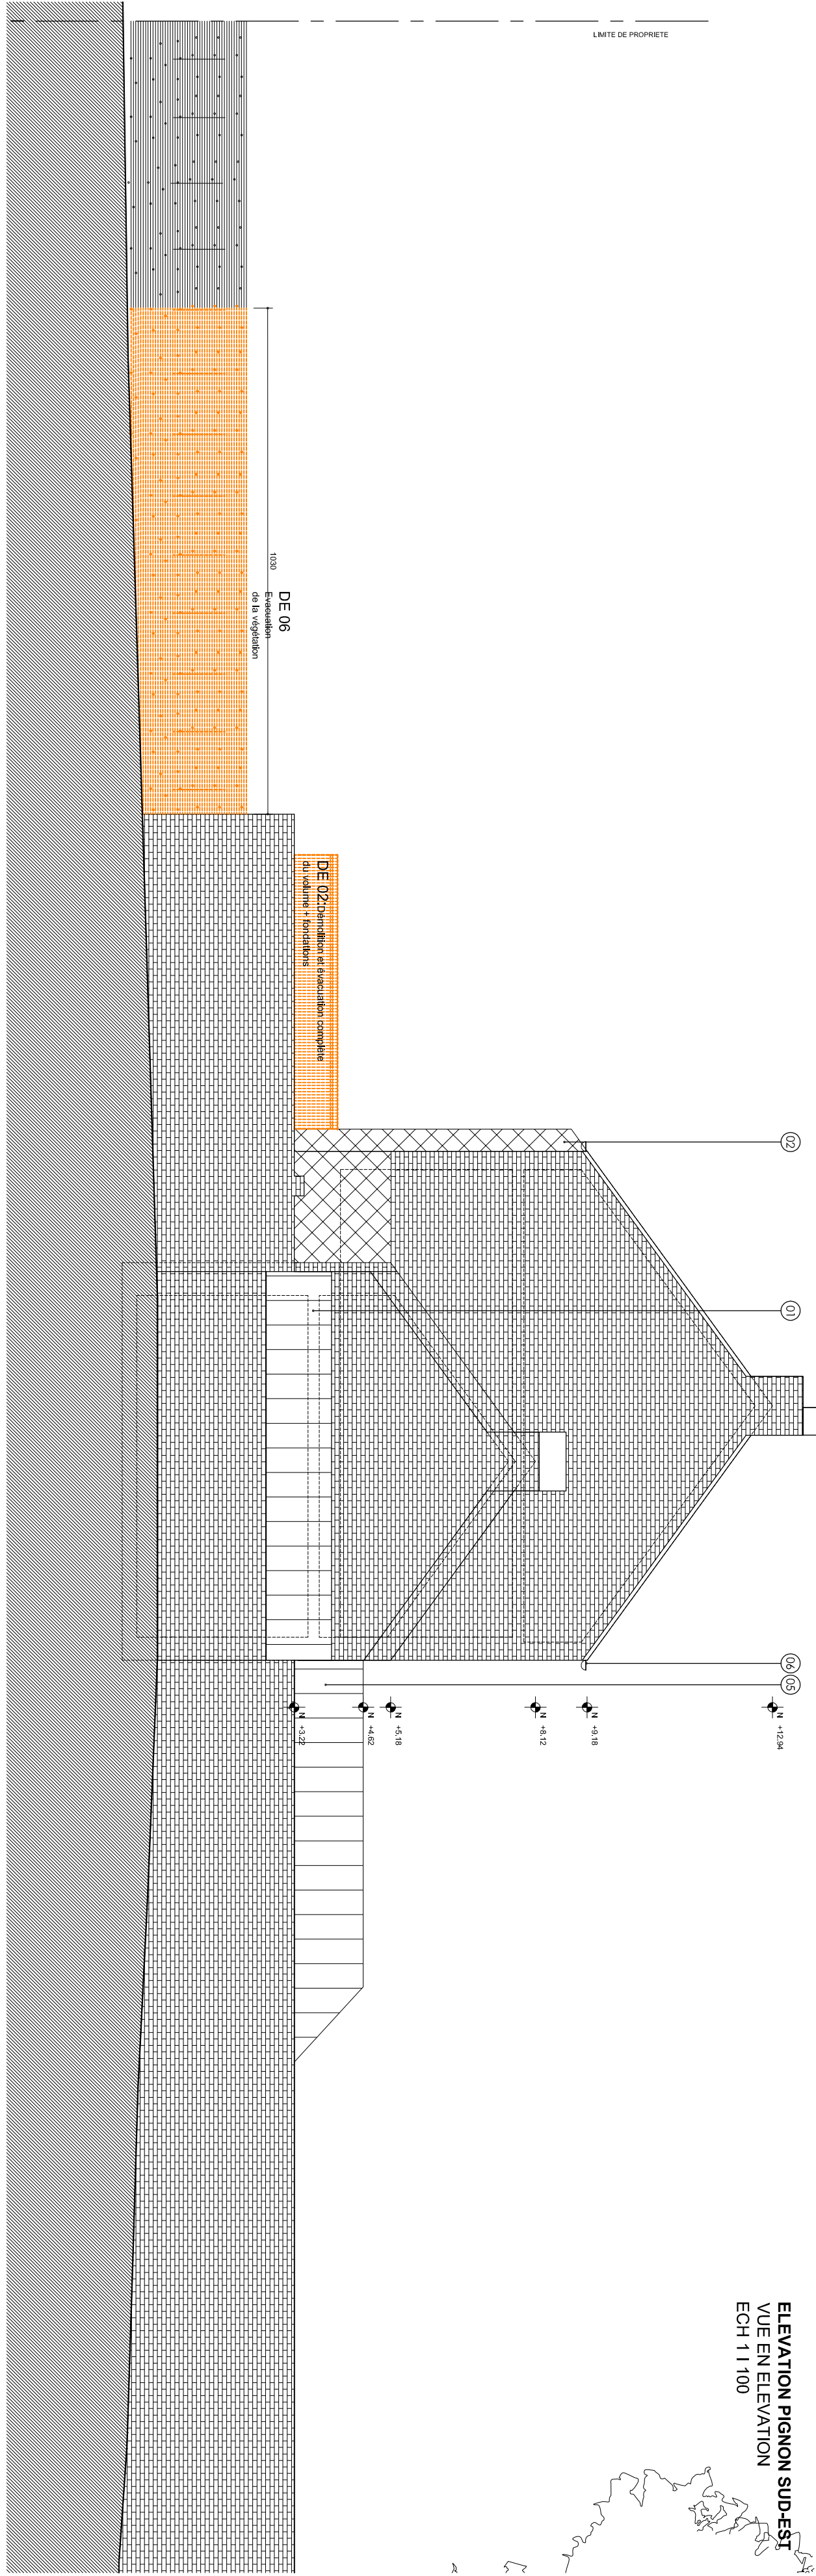 LIMITE DE PROPRIETE
1030
DE 06
Evacuation
de la végétation
DE 02:Démolition et évacuation complète
du volume + fondations
02
01
06
05
N +12.94
N +9.18
N +8.12
N +5.18
N +4.62
N +3.22
ELEVATION PIGNON SUD-EST
VUE EN ELEVATION
ECH 1 I 100